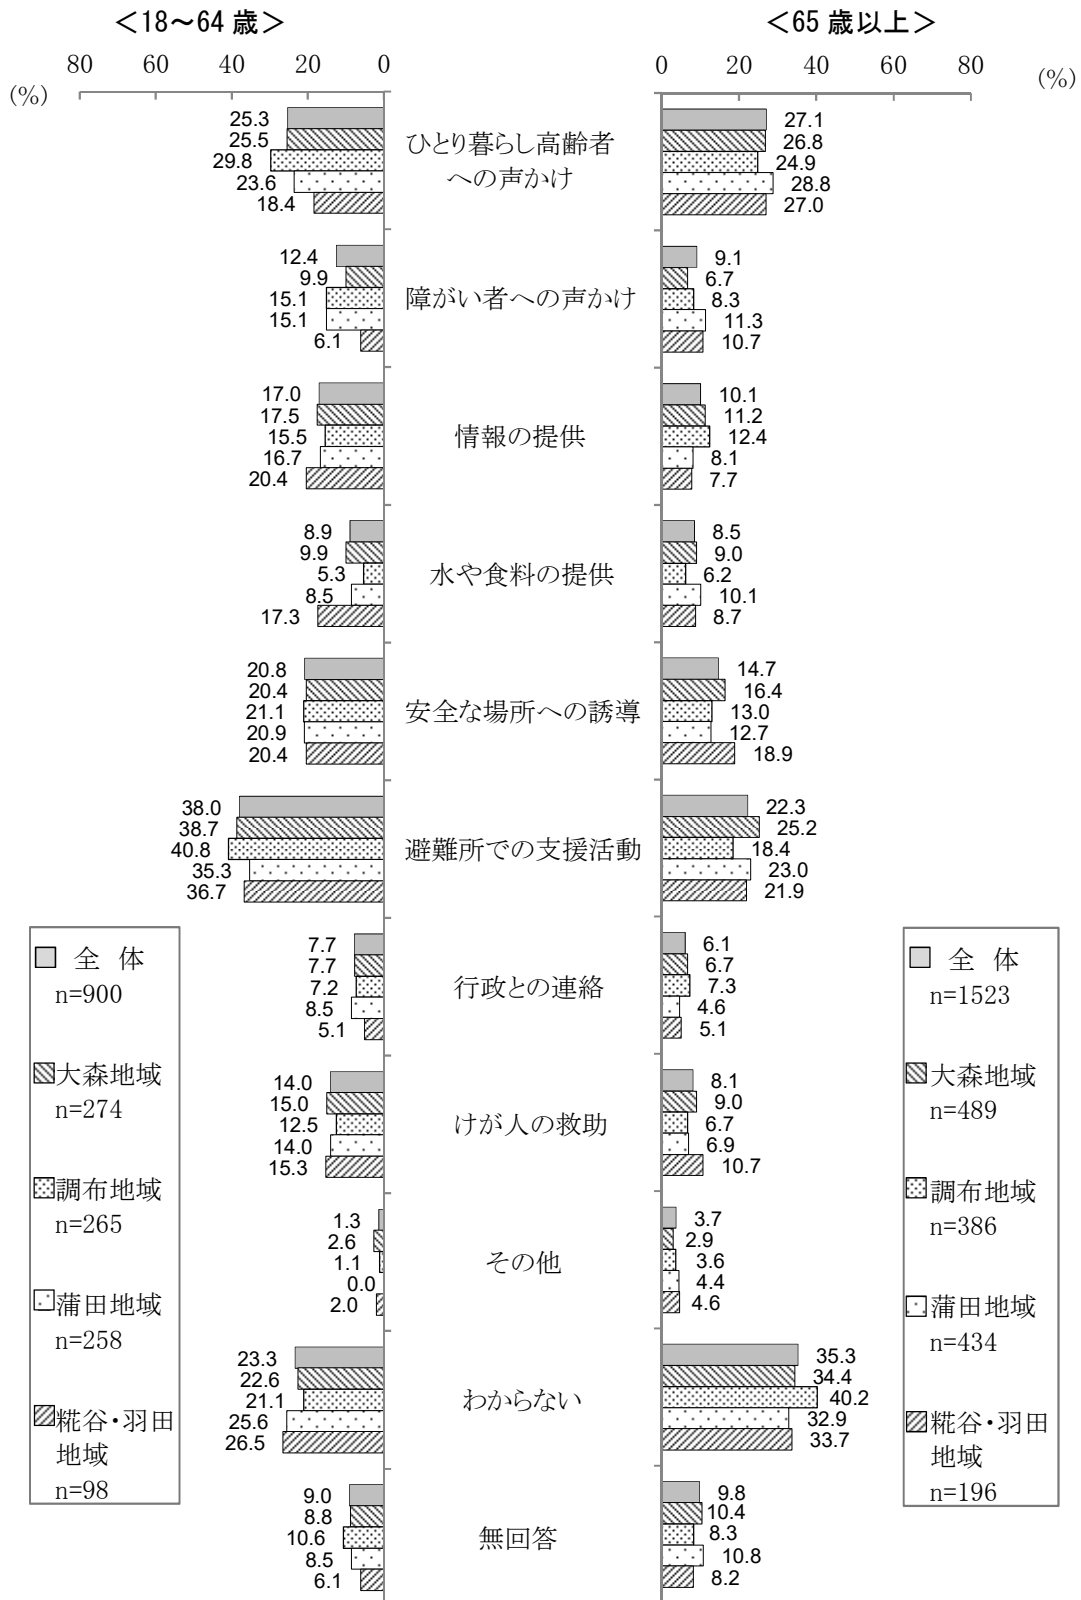 ＜18～64 歳＞
80 60 40 20 0
(%)
＜65 歳以上＞
0 20 40 60 80
(%)
ひとり暮らし高齢者
への声かけ
25.3
25.5
29.8
23.6
18.4
27.1
26.8
24.9
28.8
27.0
障がい者への声かけ
12.4
9.9
15.1
15.1
6.1
9.1
6.7
8.3
11.3
10.7
情報の提供
17.0
17.5
15.5
16.7
20.4
10.1
11.2
12.4
8.1
7.7
水や食料の提供
8.9
9.9
5.3
8.5
17.3
8.5
9.0
6.2
10.1
8.7
安全な場所への誘導
20.8
20.4
21.1
20.9
20.4
14.7
16.4
13.0
12.7
18.9
避難所での支援活動
38.0
38.7
40.8
35.3
36.7
22.3
25.2
18.4
23.0
21.9
行政との連絡
7.7
7.7
7.2
8.5
5.1
6.1
6.7
7.3
4.6
5.1
けが人の救助
14.0
15.0
12.5
14.0
15.3
8.1
9.0
6.7
6.9
10.7
その他
1.3
2.6
1.1
0.0
2.0
3.7
2.9
3.6
4.4
4.6
わからない
23.3
22.6
21.1
25.6
26.5
35.3
34.4
40.2
32.9
33.7
無回答
9.0
8.8
10.6
8.5
6.1
9.8
10.4
8.3
10.8
8.2
全 体
n=900
大森地域
n=274
調布地域
n=265
蒲田地域
n=258
糀谷・羽田
地域
n=98
全 体
n=1523
大森地域
n=489
調布地域
n=386
蒲田地域
n=434
糀谷・羽田
地域
n=196